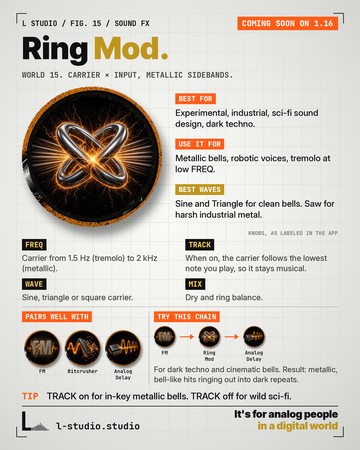 L STUDIO / FIG. 15 / SOUND FX
COMING SOON ON 1.16
Ring Mod.
WORLD 15. CARRIER × INPUT, METALLIC SIDEBANDS.
BEST FOR
Experimental, industrial, sci-fi sound
design, dark techno.
USE IT FOR
Metallic bells, robotic voices, tremolo at
low FREQ.
BEST WAVES
Sine and Triangle for clean bells. Saw for
harsh industrial metal.
KNOBS, AS LABELED IN THE APP
FREQ
Carrier from 1.5 Hz (tremolo) to 2 kHz
(metallic).
TRACK
When on, the carrier follows the lowest
note you play, so it stays musical.
WAVE
Sine, triangle or square carrier.
MIX
Dry and ring balance.
PAIRS WELL WITH
FM
FM
Bitcrusher
Analog
Delay
TRY THIS CHAIN
FM
FM
Ring
Mod
Analog
Delay
For dark techno and cinematic bells. Result: metallic,
bell-like hits ringing out into dark repeats.
TIP TRACK on for in-key metallic bells. TRACK off for wild sci-fi.
l-studio.studio
It's for analog people
in a digital world